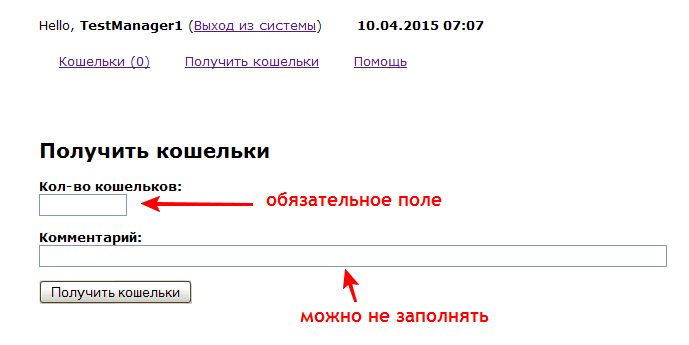 Hello, TestManager1 (Выход из системы) 10.04.2015 07:07
Кошельки (0) Получить кошельки Помощь
Получить кошельки
Кол-во кошельков:
обязательное поле
Комментарий:
Получить кошельки
можно не заполнять